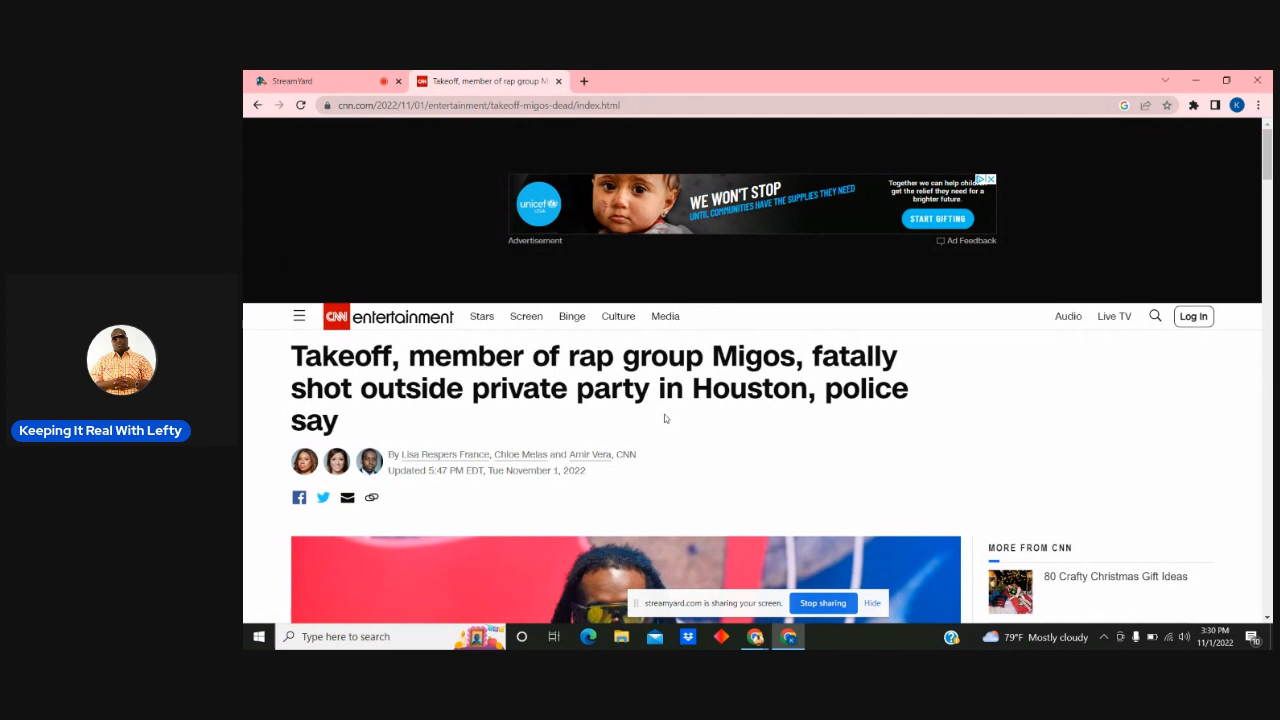 StreamYard
Takeoff, member of rap group M
cnn.com/2022/11/01/entertainment/takeoff-migos-dead/index.html
K
unicef
USA
WE WON'T STOP
UNTIL COMMUNITIES HAVE THE SUPPLIES THEY NEED
Together we can help children
get the relief they need for a
brighter future.
START GIFTING
Advertisement
Ad Feedback
CNN entertainment Stars Screen Binge Culture Media Audio Live TV Log In
Takeoff, member of rap group Migos, fatally
shot outside private party in Houston, police
say
By Lisa Respers France, Chloe Melas and Amir Vera, CNN
Updated 5:47 PM EDT, Tue November 1, 2022
Keeping It Real With Lefty
MORE FROM CNN
80 Crafty Christmas Gift Ideas
streamyard.com is sharing your screen. Stop sharing Hide
Type here to search
79°F Mostly cloudy
3:30 PM
11/1/2022